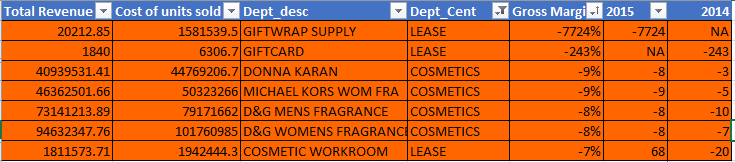 Total Revenue Cost of units sold Dept_desc Dept_Cent Gross Margi 2015 2014
20212.85 1581539.5 GIFTWRAP SUPPLY LEASE -7724% -7724 NA
1840 6306.7 GIFTCARD LEASE -243% NA -243
40939531.41 44769206.7 DONNA KARAN COSMETICS -9% -8 -3
46362501.66 50323266 MICHAEL KORS WOM FRA COSMETICS -9% -9 -5
73141213.89 79171662 D&G MENS FRAGRANCE COSMETICS -8% -8 -10
94632347.76 101760985 D&G WOMENS FRAGRANCE COSMETICS -8% -8 -7
1811573.71 1942444.3 COSMETIC WORKROOM LEASE -7% 68 -20